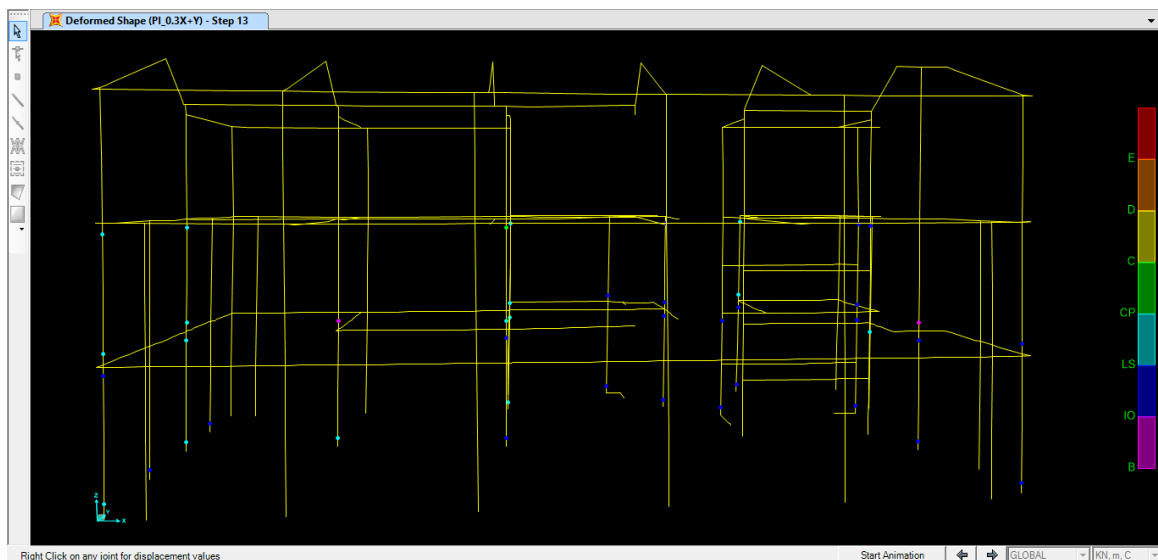 Deformed Shape (PI_0.3X+Y) - Step 13
E
D
C
CP
LS
IO
B
Z
Y
X
Right Click on any joint for displacement values
Start Animation
GLOBAL
KN, m, C